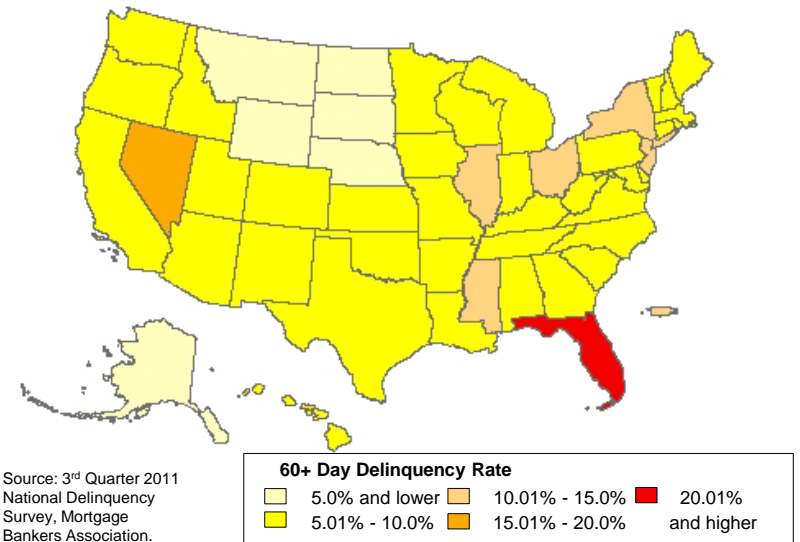 Source: 3rd Quarter 2011
National Delinquency
Survey, Mortgage
Bankers Association.
60+ Day Delinquency Rate
5.0% and lower 10.01% - 15.0% 20.01%
5.01% - 10.0% 15.01% - 20.0% and higher